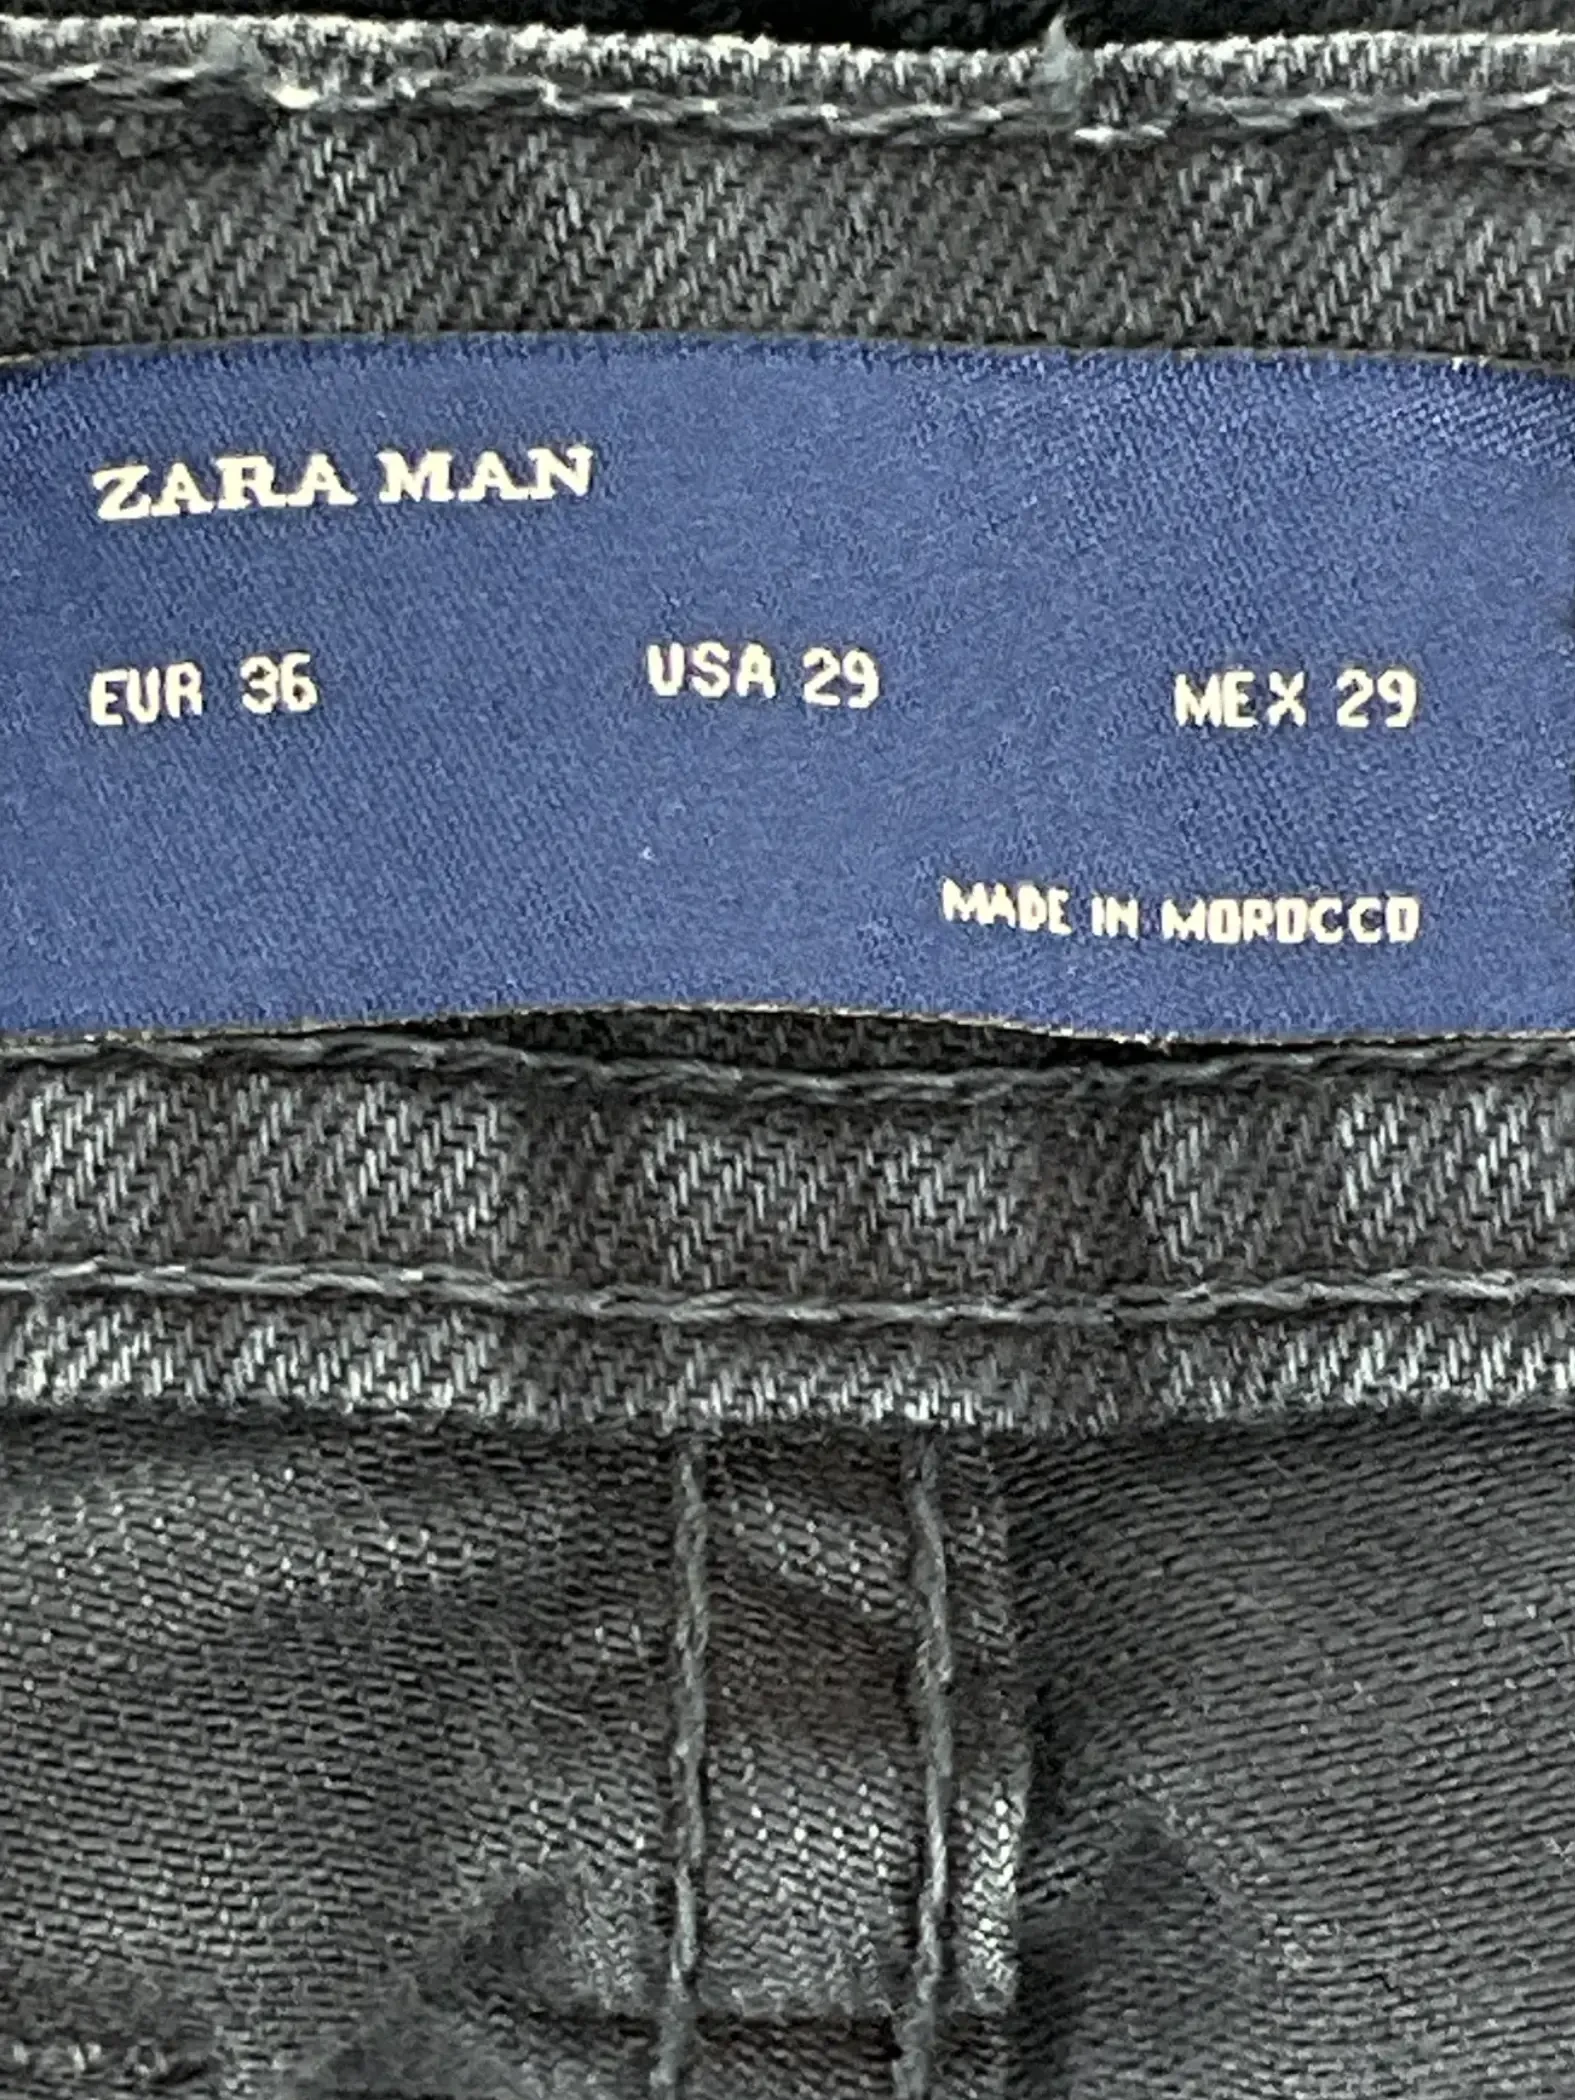 ZARA MAN
EUR 36 USA 29 MEX 29
MADE IN MOROCCO